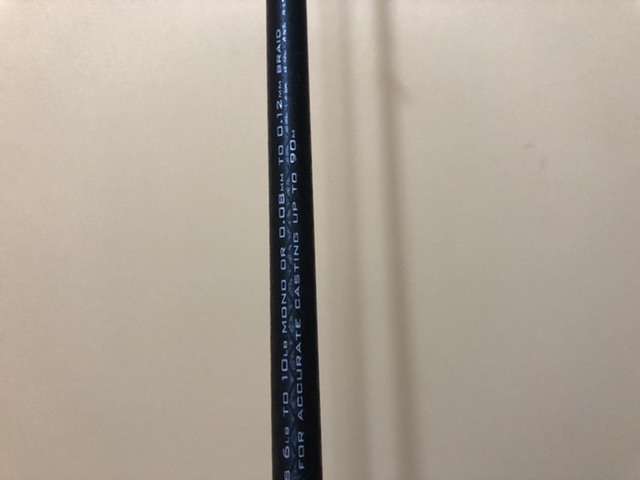 6LB TO 10LB MONO OR 0.08MM TO 0.12MM BRAID
FOR ACCURATE CASTING UP TO 90M